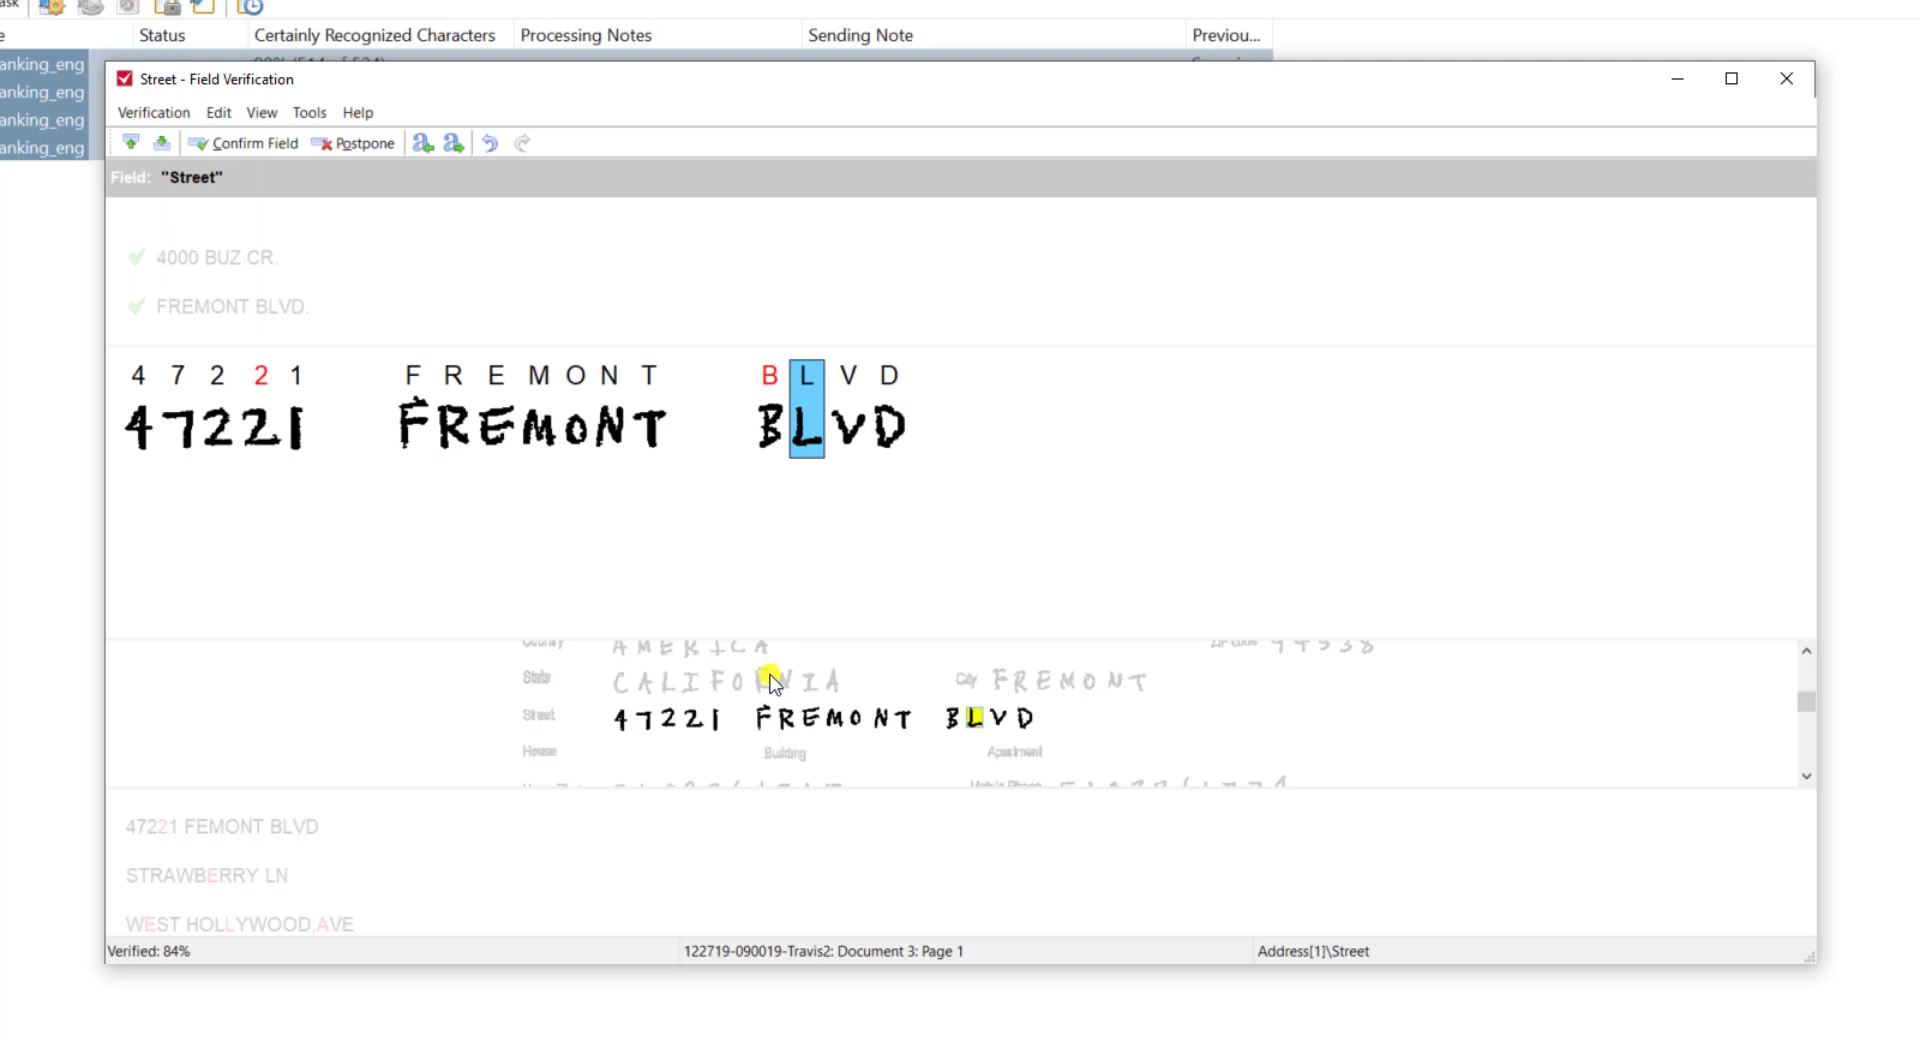 Status Certainly Recognized Characters Processing Notes Sending Note Previou...
anking_eng
anking_eng
anking_eng
anking_eng
Street - Field Verification
Verification Edit View Tools Help
Confirm Field Postpone
Field: "Street"
4000 BUZ CR.
FREMONT BLVD.
4 7 2 2 1 F R E M O N T B L V D
47221 FREMONT BLVD
AMERICA 94538
State CALIFORNIA City FREMONT
Street 47221 FREMONT BLVD
House Building Apartment
47221 FEMONT BLVD
STRAWBERRY LN
WEST HOLLYWOOD,AVE
Verified: 84% 122719-090019-Travis2: Document 3: Page 1 Address[1]\Street